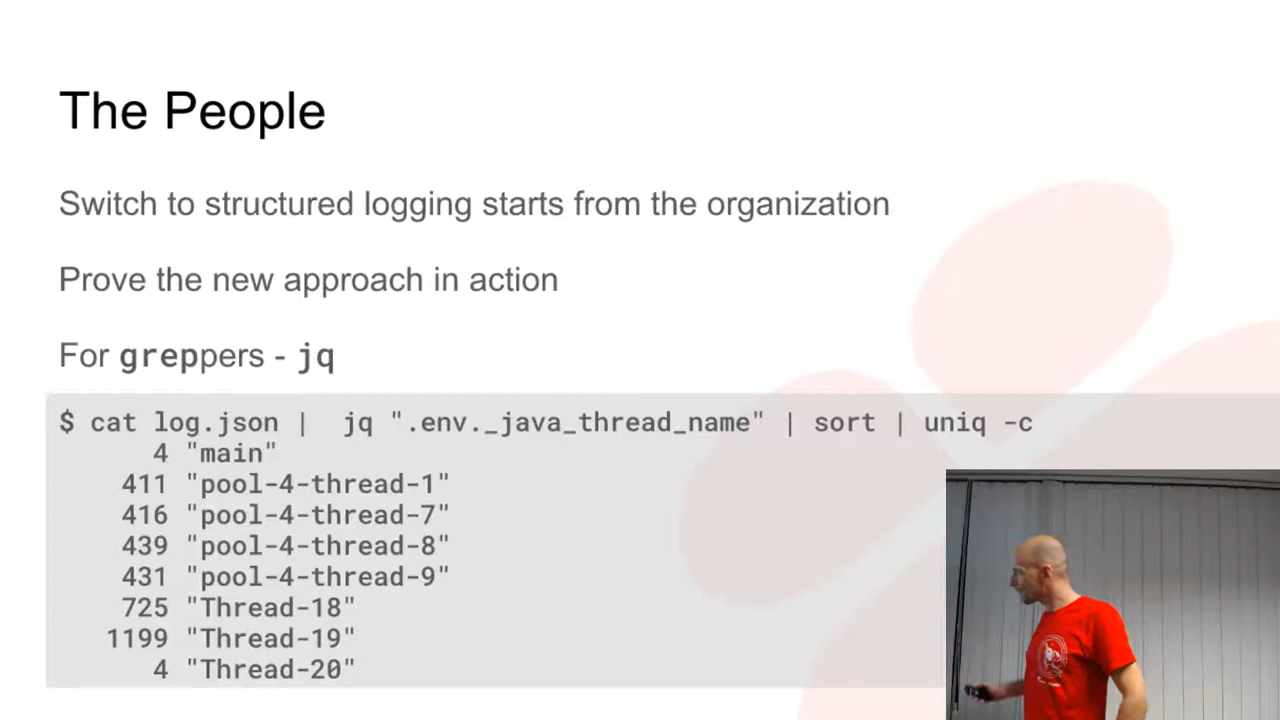 The People
Switch to structured logging starts from the organization
Prove the new approach in action
For greppers - jq
$ cat log.json |  jq "._env._java_thread_name" | sort | uniq -c
4 "main"
411 "pool-4-thread-1"
416 "pool-4-thread-7"
439 "pool-4-thread-8"
431 "pool-4-thread-9"
725 "Thread-18"
1199 "Thread-19"
4 "Thread-20"